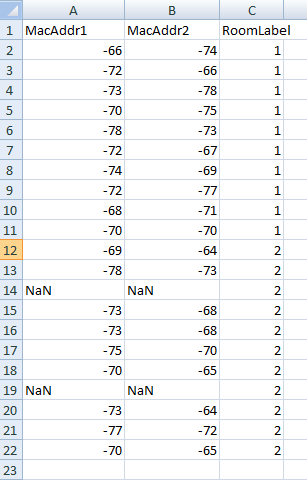 A B C
1 MacAddr1 MacAddr2 RoomLabel
2 -66 -74 1
3 -72 -66 1
4 -73 -78 1
5 -70 -75 1
6 -78 -73 1
7 -72 -67 1
8 -74 -69 1
9 -72 -77 1
10 -68 -71 1
11 -70 -70 1
12 -69 -64 2
13 -78 -73 2
14 NaN NaN 2
15 -73 -68 2
16 -73 -68 2
17 -75 -70 2
18 -70 -65 2
19 NaN NaN 2
20 -73 -64 2
21 -77 -72 2
22 -70 -65 2
23